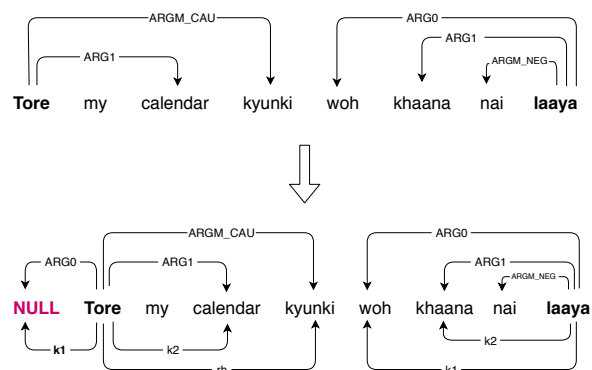 ARGM_CAU ARG0
ARG1 ARG1
ARGM_NEG
Tore my calendar kyunki woh khaana nai laaya
ARGM_CAU ARG0
ARG0 ARG1 ARG1
ARGM_NEG
NULL Tore my calendar kyunki woh khaana nai laaya
k1 k2 k2
rh k1